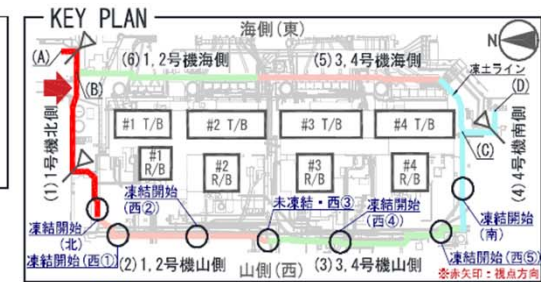 KEY PLAN
海側(東)
N
(A)
(6)1,2号機海側
(5)3,4号機海側
凍土ライン
(D)
(B)
(1)1号機北側
#1 T/B
#2 T/B
#3 T/B
#4 T/B
(C)
(4)4号機南側
#1
R/B
#2
R/B
#3
R/B
#4
R/B
凍結開始
(西②)
未凍結・西③
凍結開始
(西④)
凍結開始
(北)
凍結開始
(南)
凍結開始(西①)
(2)1,2号機山側
山側(西)
(3)3,4号機山側
凍結開始
(西⑤)
※赤矢印：視点方向